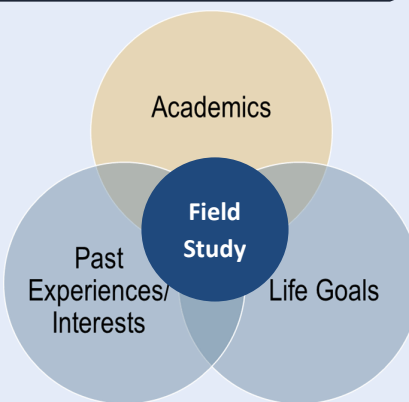 Academics
Field
Study
Past
Experiences/
Interests
Life Goals